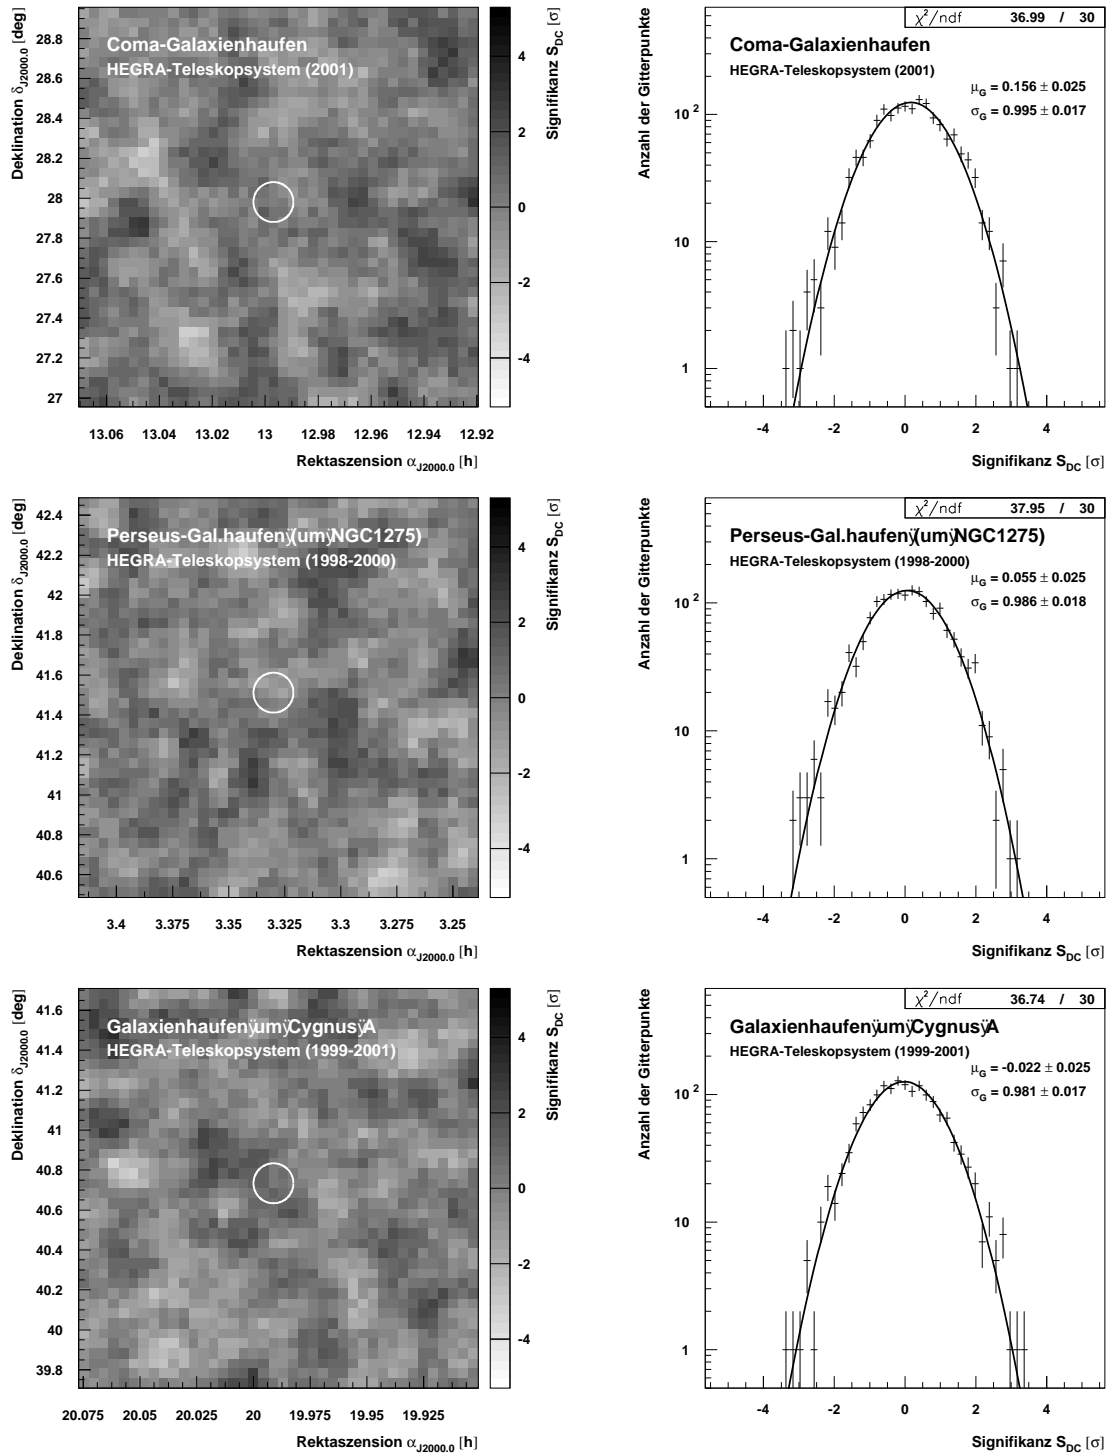 Coma-Galaxienhaufen
HEGRA-Teleskopsystem (2001)
Deklination δJ2000.0 [deg]
28.8
28.6
28.4
28.2
28
27.8
27.6
27.4
27.2
27
13.06 13.04 13.02 13 12.98 12.96 12.94 12.92
Rektaszension αJ2000.0 [h]
Signifikanz SDC [σ]
4
2
0
-2
-4
χ²/ndf 36.99 / 30
Coma-Galaxienhaufen
HEGRA-Teleskopsystem (2001)
μG = 0.156 ± 0.025
σG = 0.995 ± 0.017
Anzahl der Gitterpunkte
10²
10
1
-4 -2 0 2 4
Signifikanz SDC [σ]
Perseus-Gal.haufenÿ(umÿNGC1275)
HEGRA-Teleskopsystem (1998-2000)
Deklination δJ2000.0 [deg]
42.4
42.2
42
41.8
41.6
41.4
41.2
41
40.8
40.6
3.4 3.375 3.35 3.325 3.3 3.275 3.25
Rektaszension αJ2000.0 [h]
Signifikanz SDC [σ]
4
2
0
-2
-4
χ²/ndf 37.95 / 30
Perseus-Gal.haufenÿ(umÿNGC1275)
HEGRA-Teleskopsystem (1998-2000)
μG = 0.055 ± 0.025
σG = 0.986 ± 0.018
Anzahl der Gitterpunkte
10²
10
1
-4 -2 0 2 4
Signifikanz SDC [σ]
GalaxienhaufenÿumÿCygnusÿA
HEGRA-Teleskopsystem (1999-2001)
Deklination δJ2000.0 [deg]
41.6
41.4
41.2
41
40.8
40.6
40.4
40.2
40
39.8
20.075 20.05 20.025 20 19.975 19.95 19.925
Rektaszension αJ2000.0 [h]
Signifikanz SDC [σ]
4
2
0
-2
-4
χ²/ndf 36.74 / 30
GalaxienhaufenÿumÿCygnusÿA
HEGRA-Teleskopsystem (1999-2001)
μG = -0.022 ± 0.025
σG = 0.981 ± 0.017
Anzahl der Gitterpunkte
10²
10
1
-4 -2 0 2 4
Signifikanz SDC [σ]